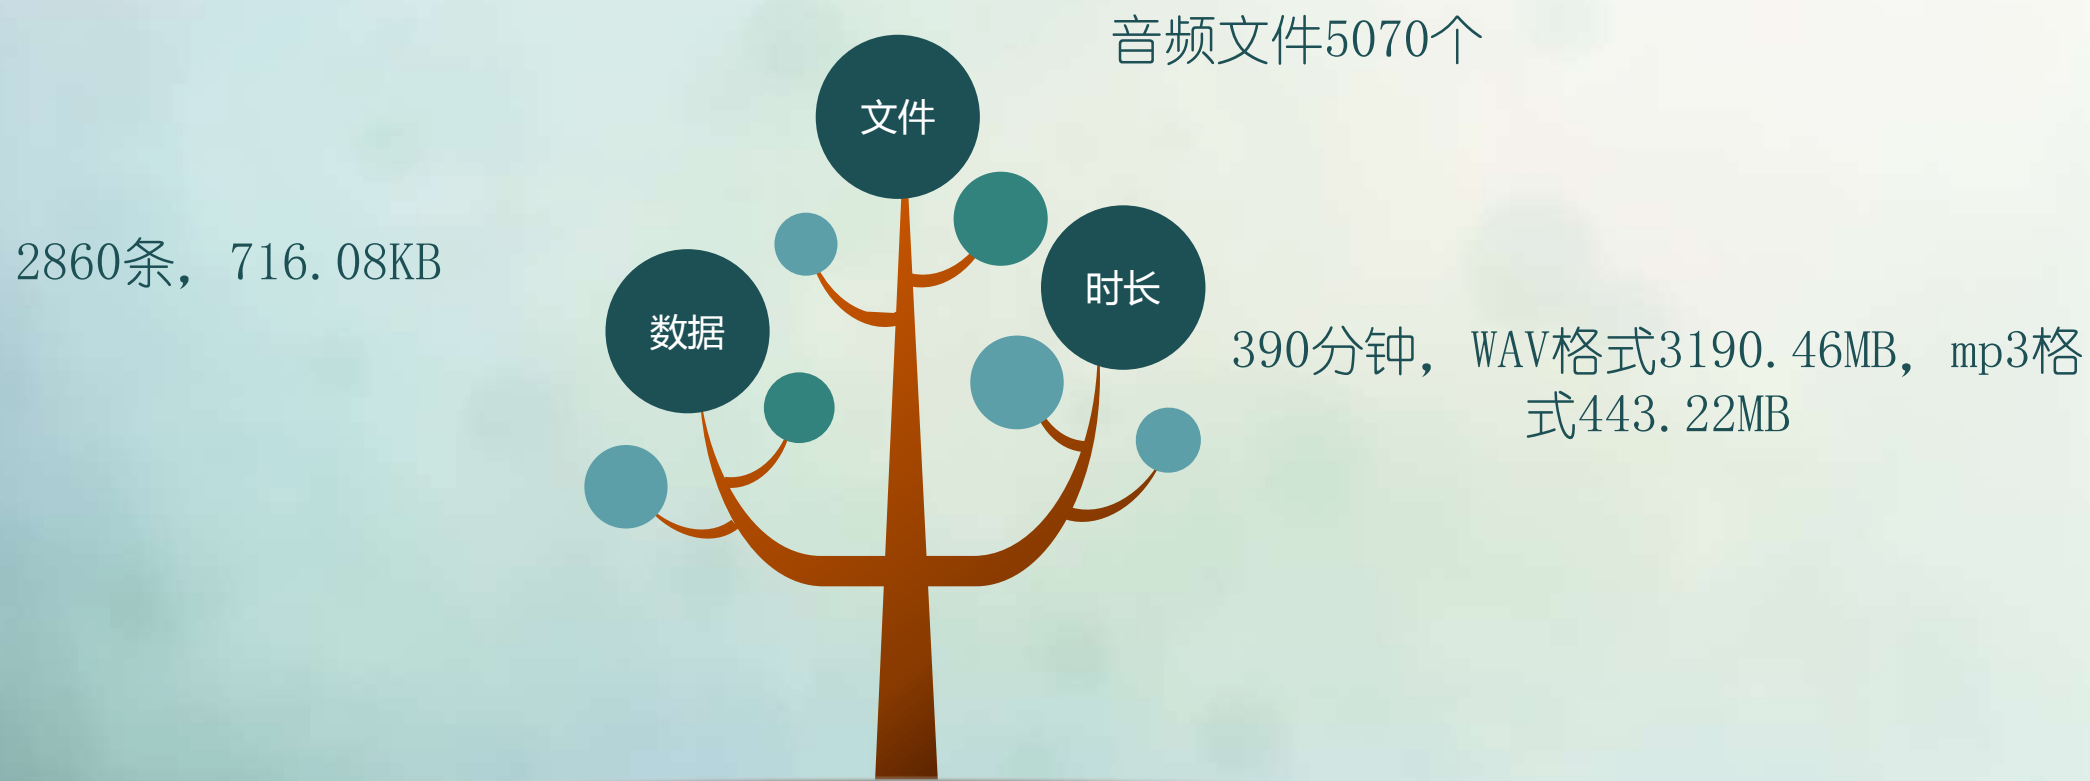 音频文件5070个
文件
2860条，716.08KB
时长
数据
390分钟，WAV格式3190.46MB，mp3格
式443.22MB